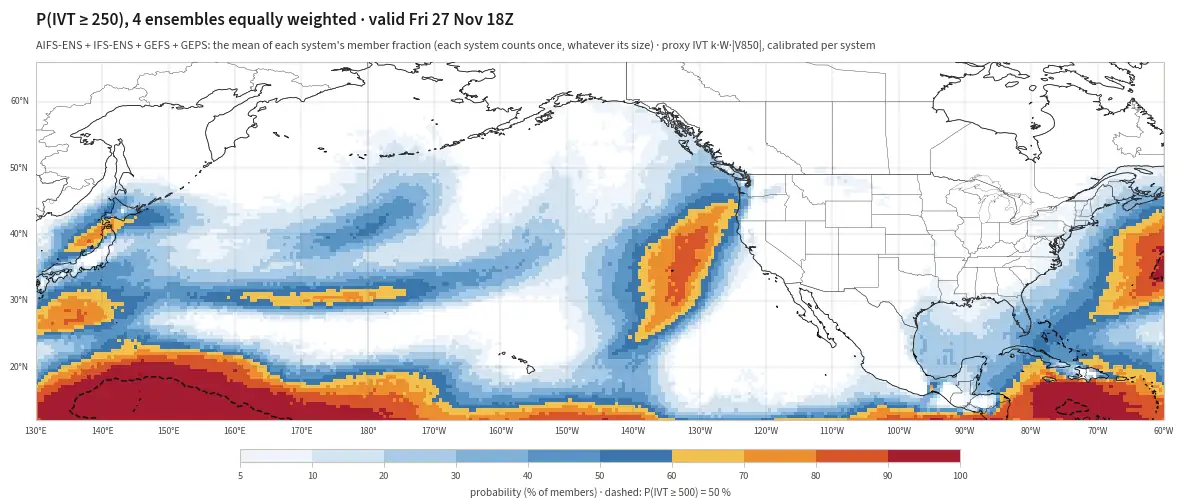 P(IVT ≥ 250), 4 ensembles equally weighted · valid Fri 27 Nov 18Z
AIFS-ENS + IFS-ENS + GEFS + GEPS: the mean of each system's member fraction (each system counts once, whatever its size) · proxy IVT k·W·|V850|, calibrated per system
60°N
50°N
40°N
30°N
20°N
130°E 140°E 150°E 160°E 170°E 180° 170°W 160°W 150°W 140°W 130°W 120°W 110°W 100°W 90°W 80°W 70°W 60°W
5 10 20 30 40 50 60 70 80 90 100
probability (% of members) · dashed: P(IVT ≥ 500) = 50 %